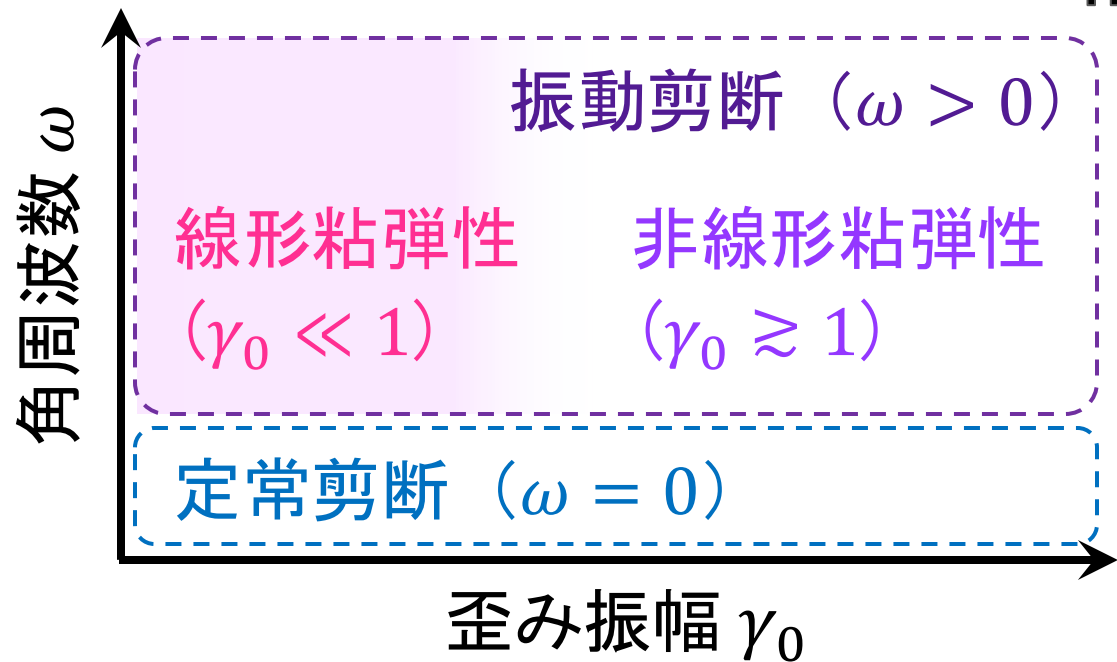 角周波数 ω
振動剪断（ω > 0）
線形粘弾性
（γ₀ ≪ 1）
非線形粘弾性
（γ₀ ≳ 1）
定常剪断（ω = 0）
歪み振幅 γ₀